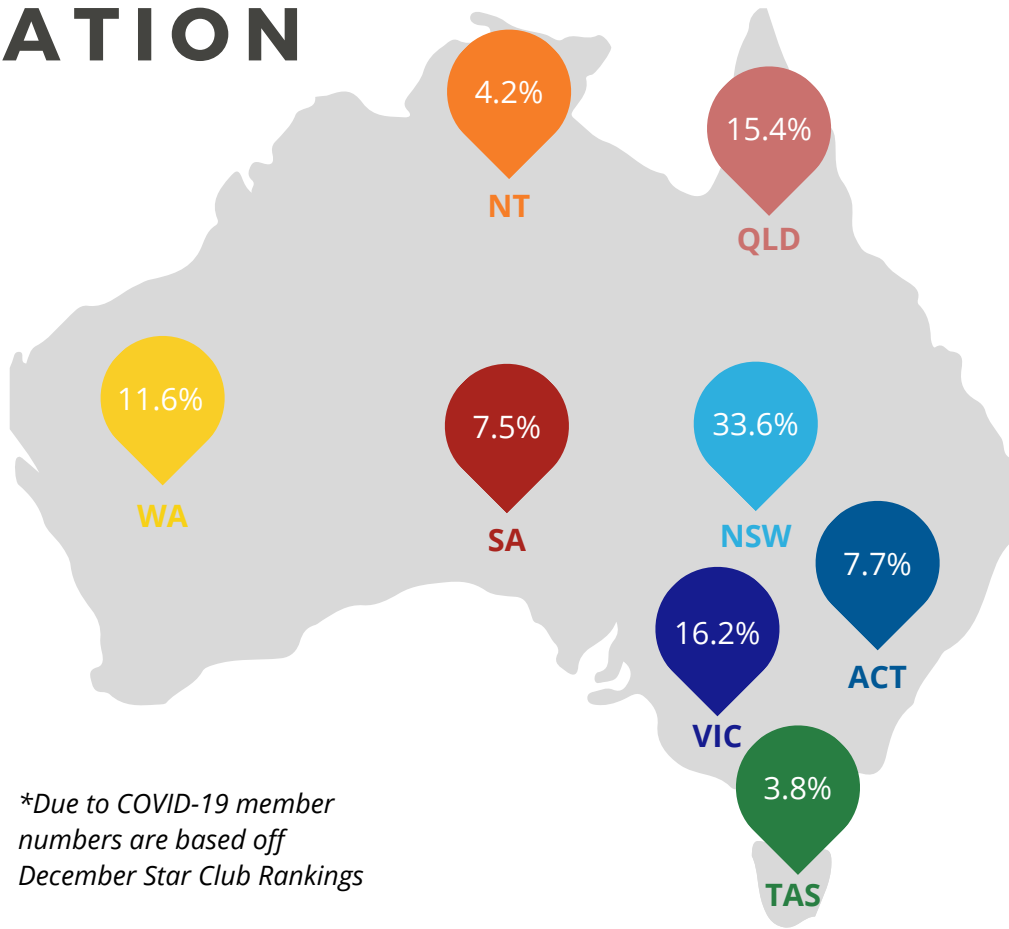 ATION
4.2%
NT
15.4%
QLD
11.6%
WA
7.5%
SA
33.6%
NSW
7.7%
ACT
16.2%
VIC
3.8%
TAS
*Due to COVID-19 member
numbers are based off
December Star Club Rankings